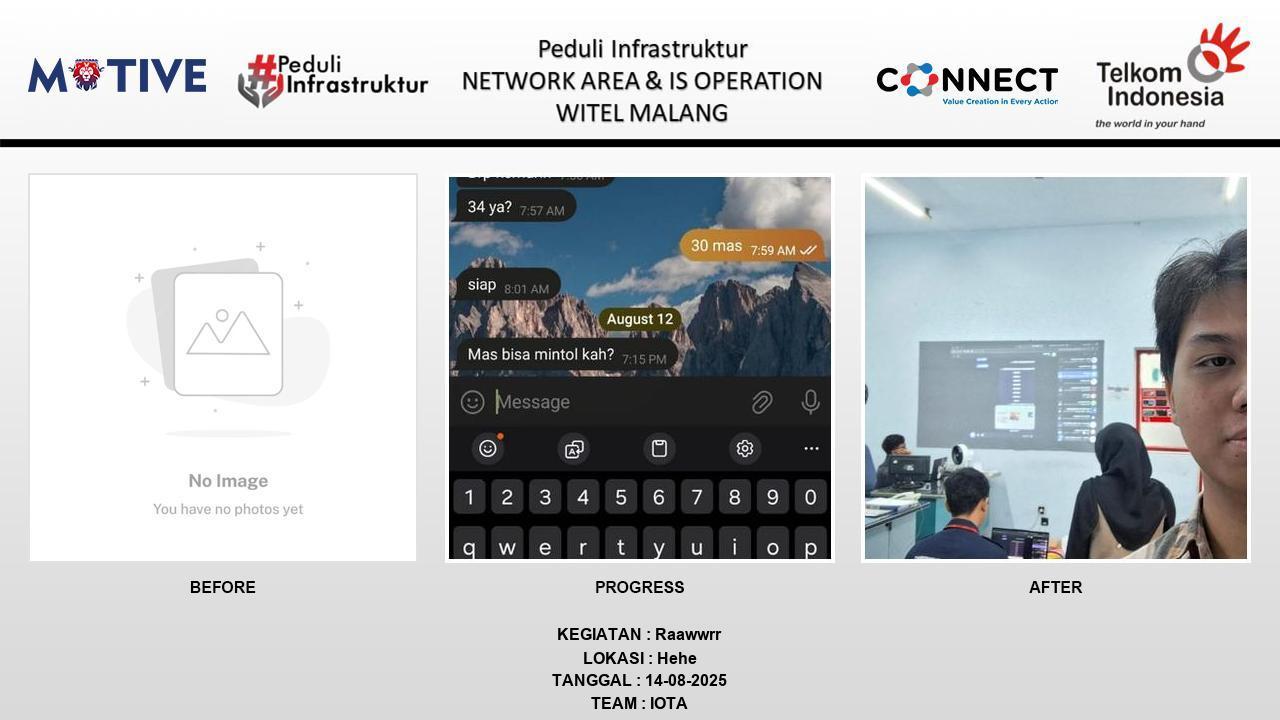 MOTIVE
#Peduli
Infrastruktur
Peduli Infrastruktur
NETWORK AREA & IS OPERATION
WITEL MALANG
CONNECT
Value Creation in Every Action
Telkom
Indonesia
the world in your hand
No Image
You have no photos yet
34 ya? 7:57 AM
30 mas 7:59 AM
siap 8:01 AM
August 12
Mas bisa mintol kah? 7:15 PM
Message
1 2 3 4 5 6 7 8 9 0
q w e r t y u i o p
BEFORE
PROGRESS
AFTER
KEGIATAN : Raawwrr
LOKASI : Hehe
TANGGAL : 14-08-2025
TEAM : IOTA